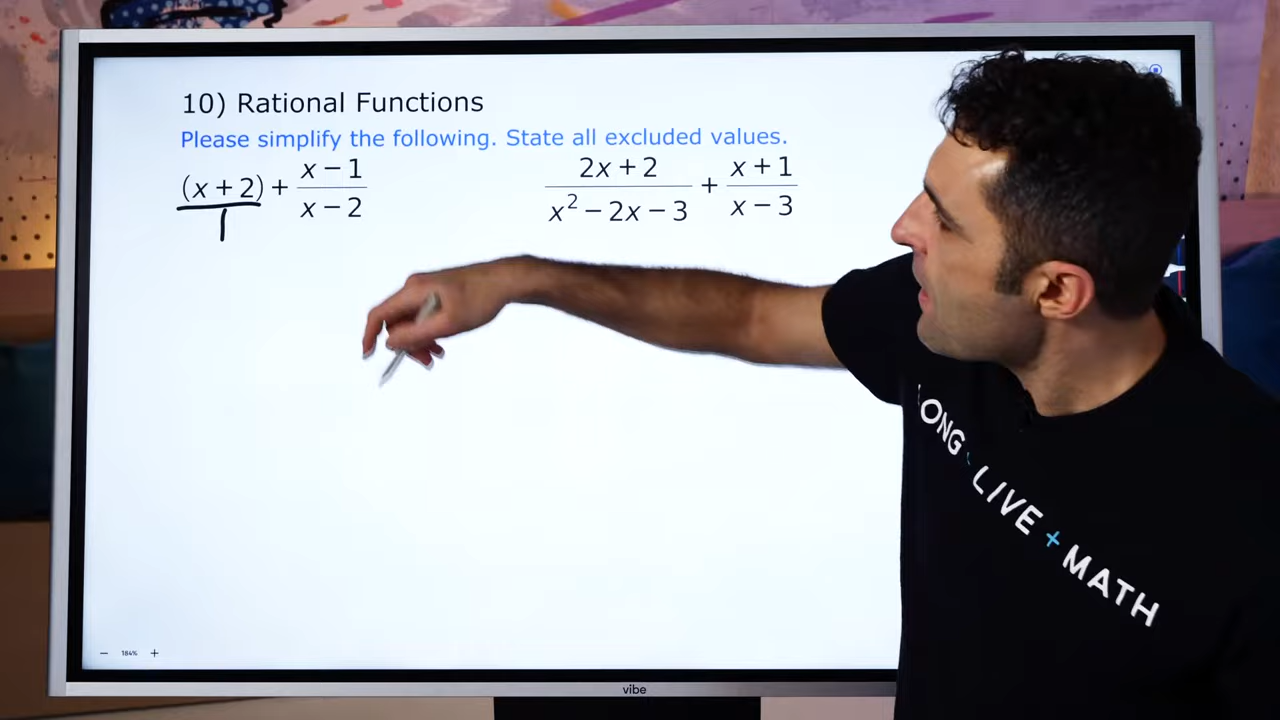 10) Rational Functions
Please simplify the following. State all excluded values.
(x + 2)/1 + (x − 1)/(x − 2)
(2x + 2)/(x² − 2x − 3) + (x + 1)/(x − 3)
LONG LIVE + MATH
− 184% +
vibe